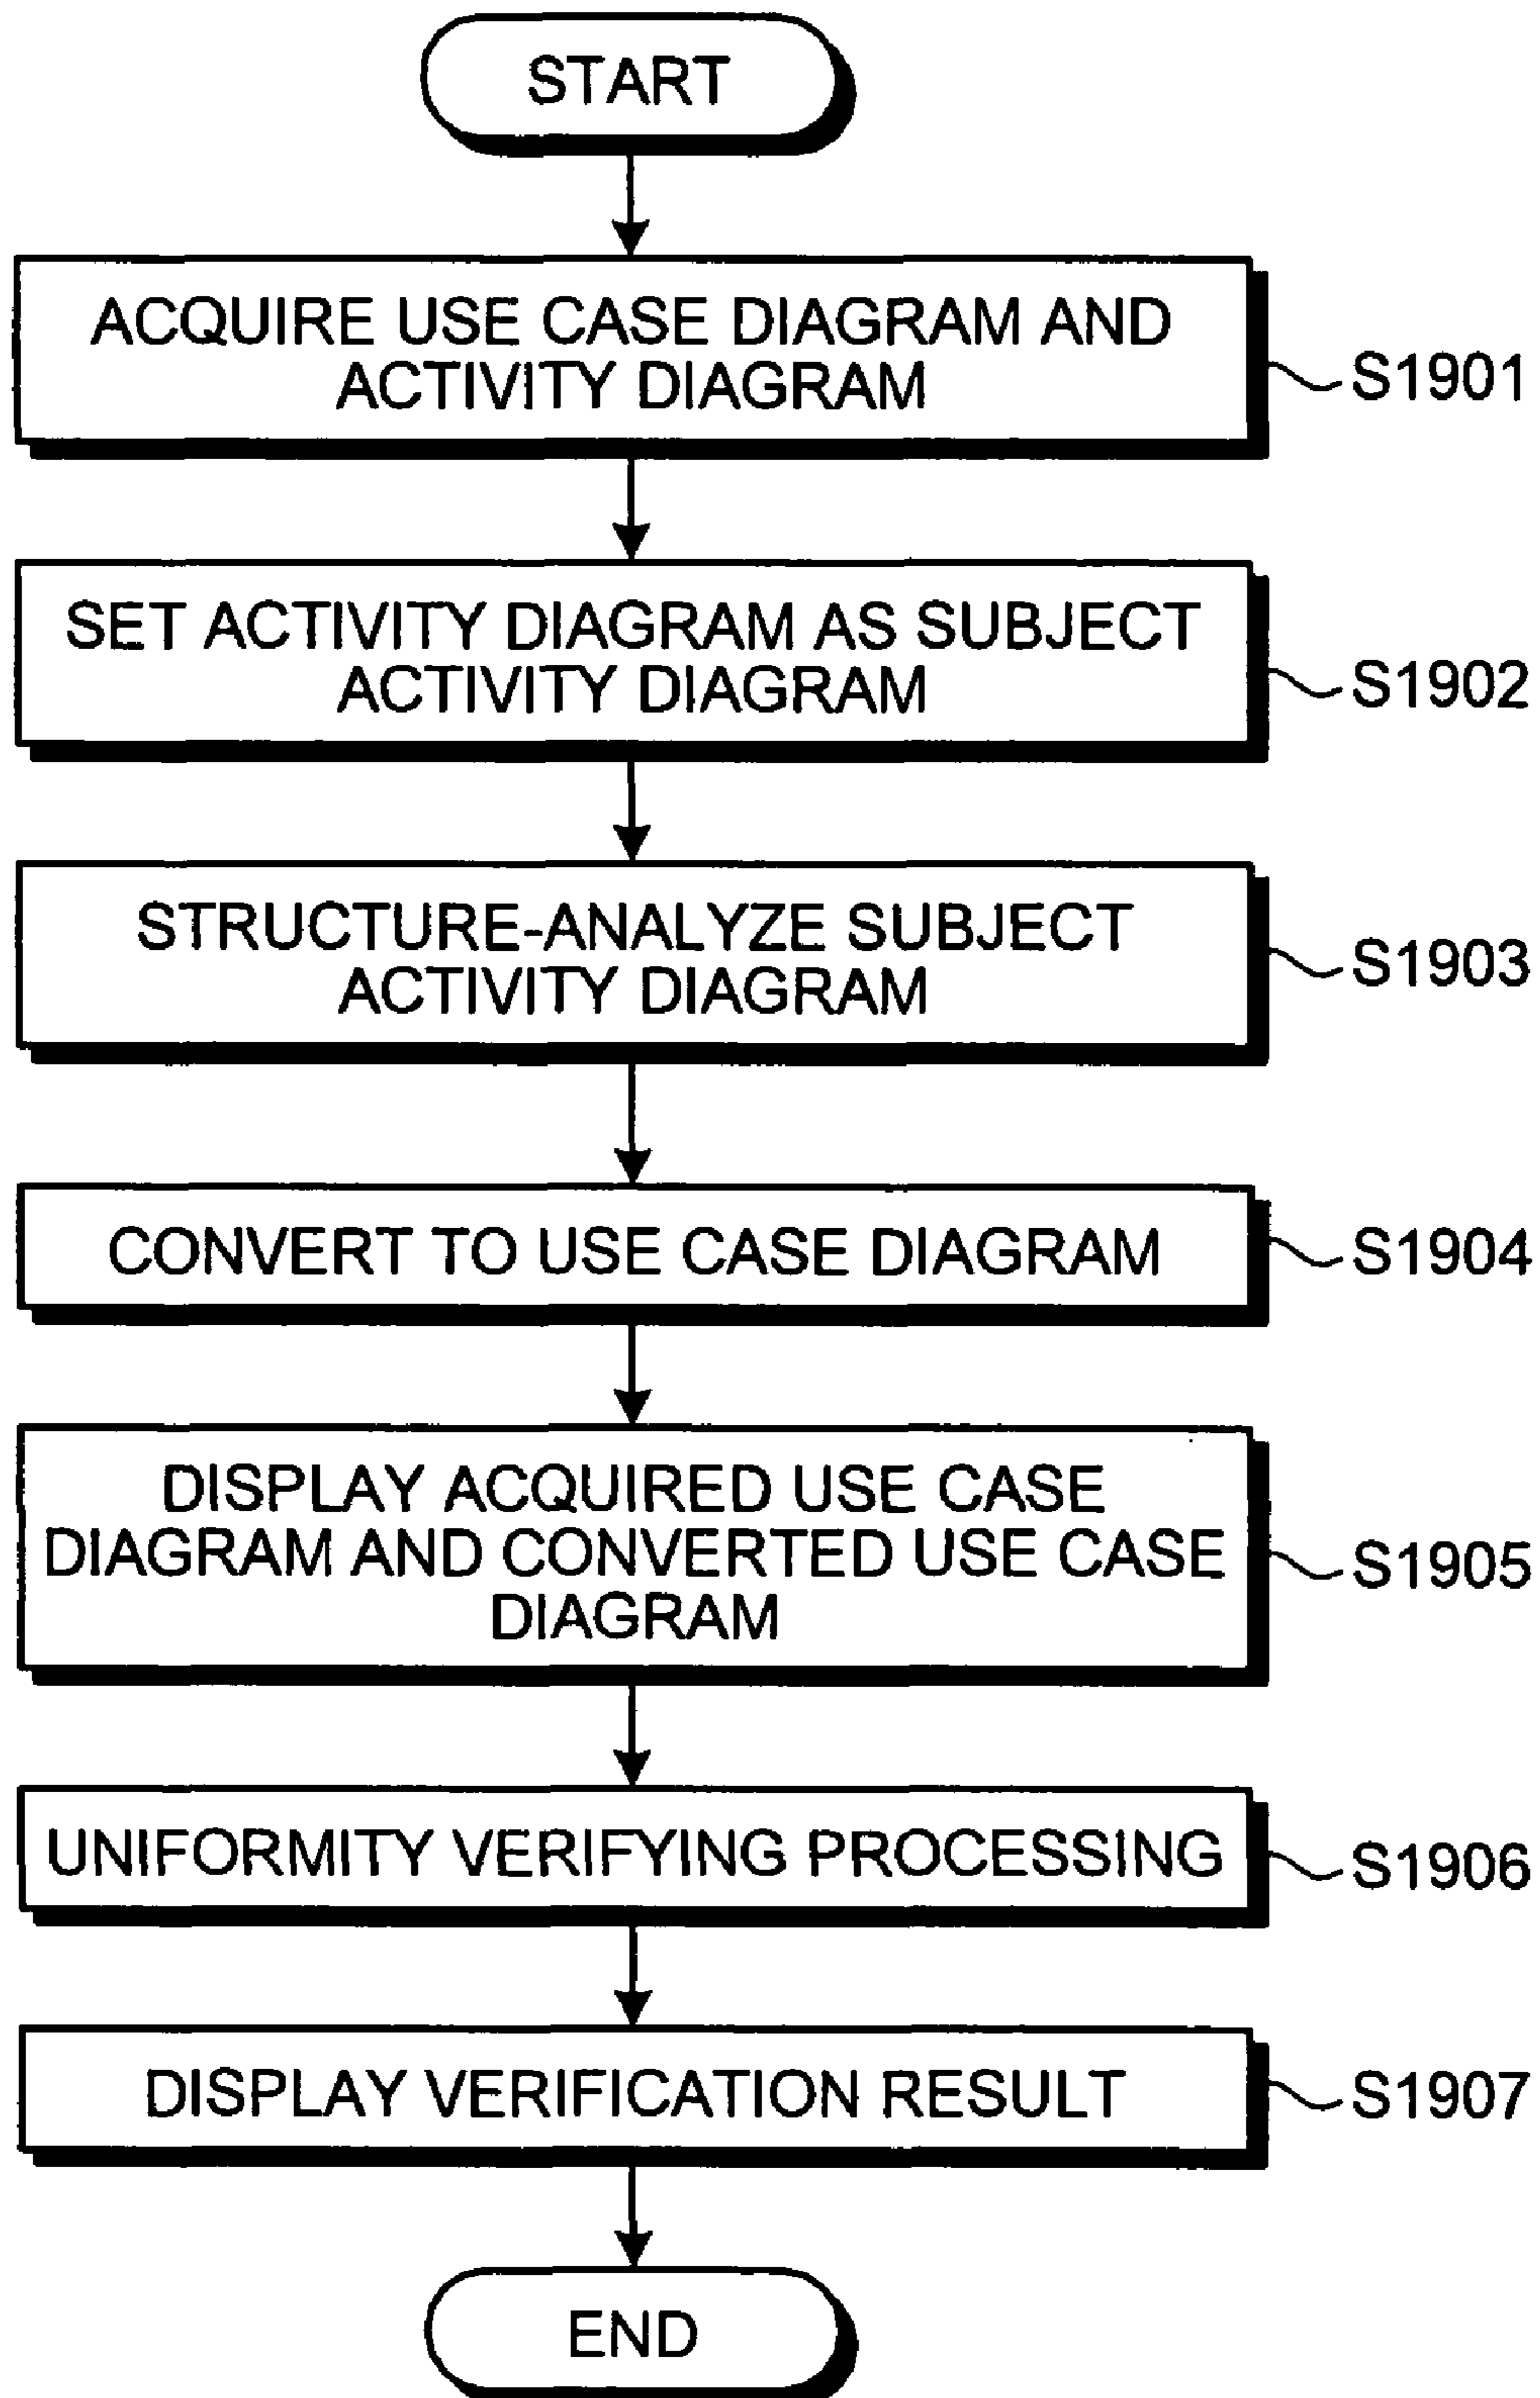 START
ACQUIRE USE CASE DIAGRAM AND
ACTIVITY DIAGRAM
S1901
SET ACTIVITY DIAGRAM AS SUBJECT
ACTIVITY DIAGRAM
S1902
STRUCTURE-ANALYZE SUBJECT
ACTIVITY DIAGRAM
S1903
CONVERT TO USE CASE DIAGRAM
S1904
DISPLAY ACQUIRED USE CASE
DIAGRAM AND CONVERTED USE CASE
DIAGRAM
S1905
UNIFORMITY VERIFYING PROCESSING
S1906
DISPLAY VERIFICATION RESULT
S1907
END